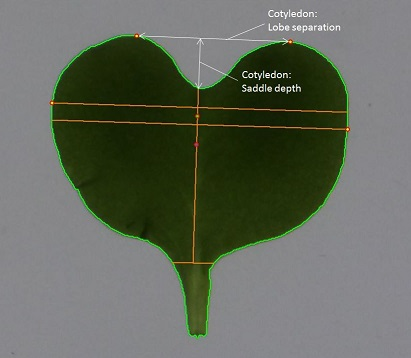 Cotyledon:
Lobe separation
Cotyledon:
Saddle depth